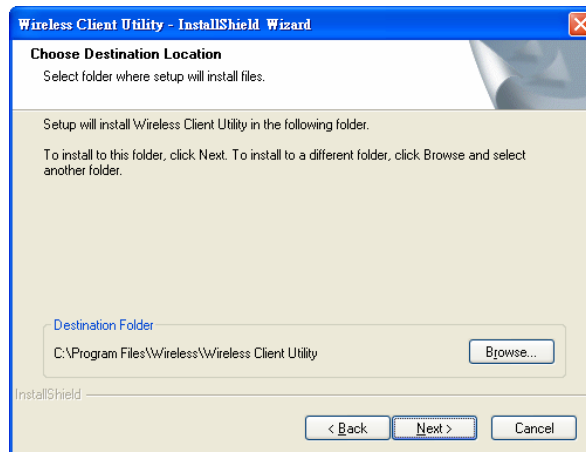 Wireless Client Utility - InstallShield Wizard
Choose Destination Location
Select folder where setup will install files.
Setup will install Wireless Client Utility in the following folder.
To install to this folder, click Next. To install to a different folder, click Browse and select
another folder.
Destination Folder
C:\Program Files\Wireless\Wireless Client Utility
Browse...
InstallShield
< Back
Next >
Cancel